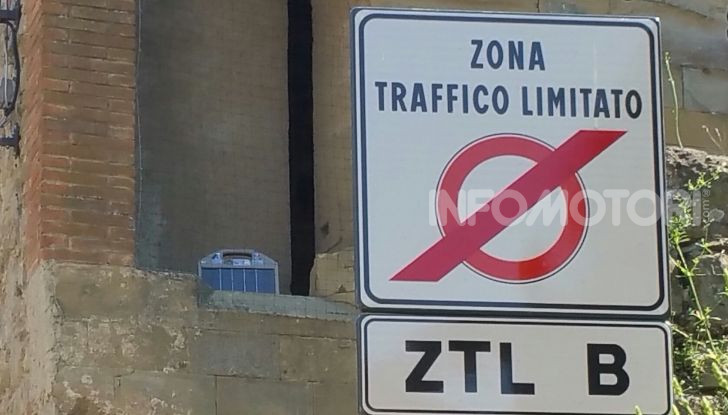 ZONA
TRAFFICO LIMITATO
INFOMOTORI
ZTL B